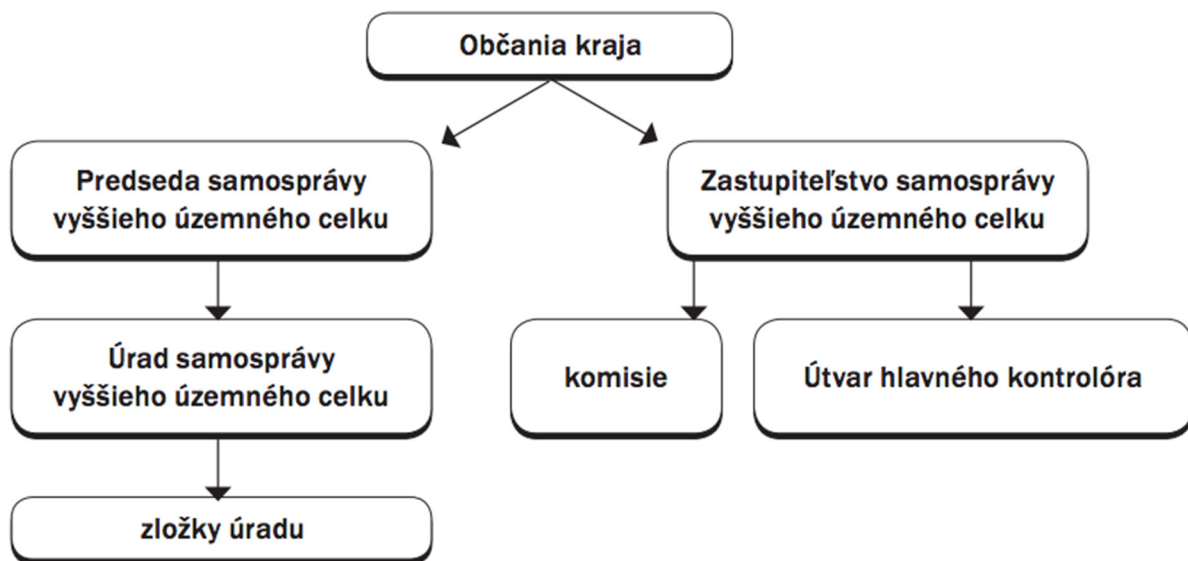 Občania kraja
Predseda samosprávy
vyššieho územného celku
Zastupiteľstvo samosprávy
vyššieho územného celku
Úrad samosprávy
vyššieho územného celku
komisie
Útvar hlavného kontrolóra
zložky úradu